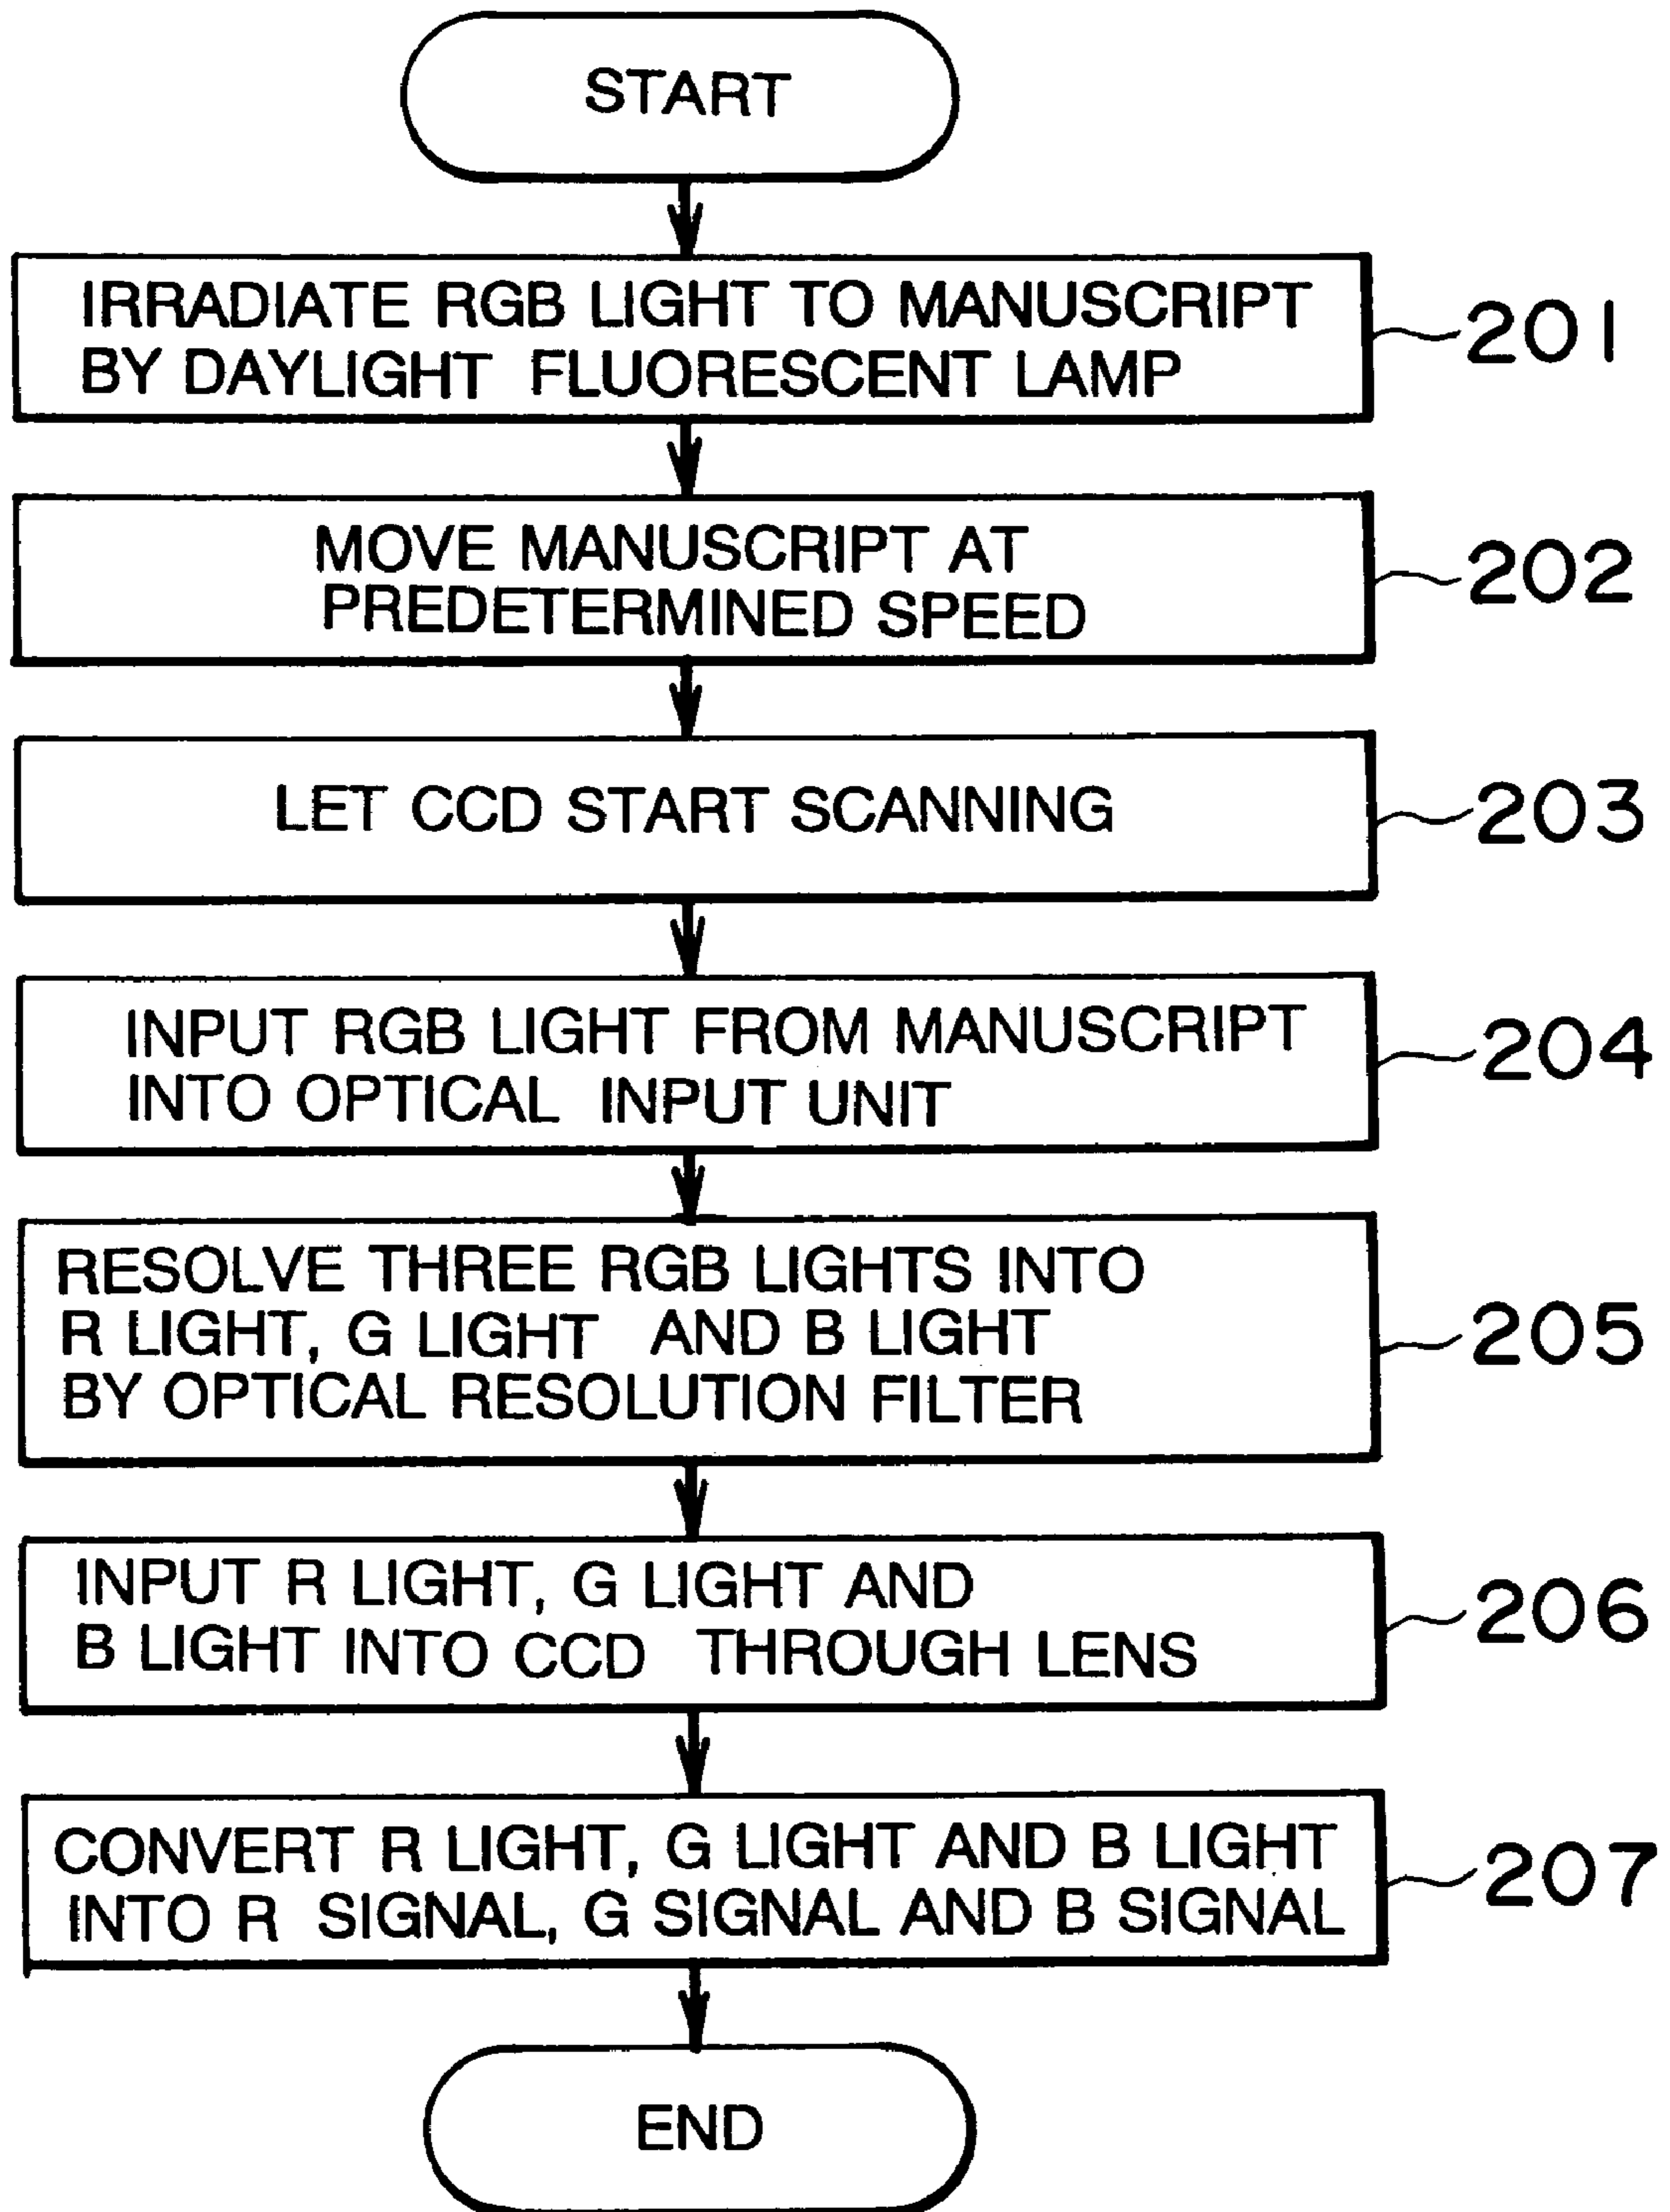 START
IRRADIATE RGB LIGHT TO MANUSCRIPT
BY DAYLIGHT FLUORESCENT LAMP
201
MOVE MANUSCRIPT AT
PREDETERMINED SPEED
202
LET CCD START SCANNING
203
INPUT RGB LIGHT FROM MANUSCRIPT
INTO OPTICAL INPUT UNIT
204
RESOLVE THREE RGB LIGHTS INTO
R LIGHT, G LIGHT AND B LIGHT
BY OPTICAL RESOLUTION FILTER
205
INPUT R LIGHT, G LIGHT AND
B LIGHT INTO CCD THROUGH LENS
206
CONVERT R LIGHT, G LIGHT AND B LIGHT
INTO R SIGNAL, G SIGNAL AND B SIGNAL
207
END